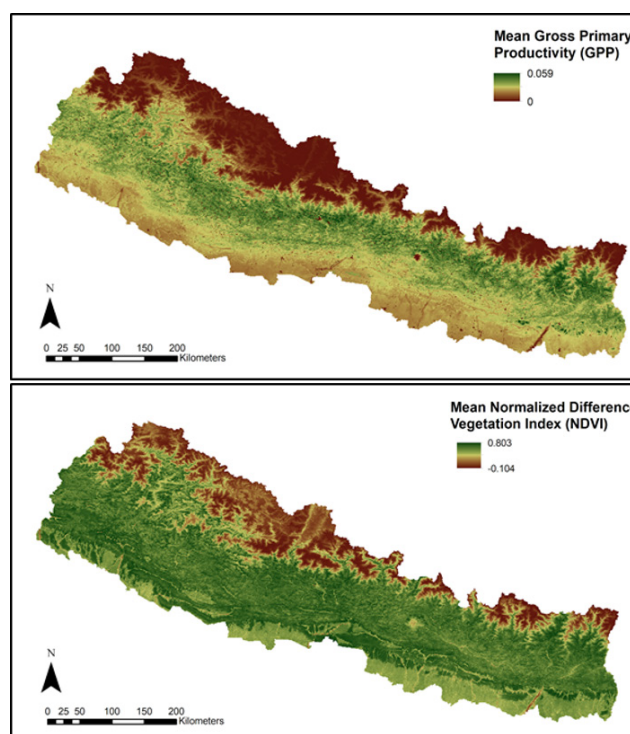 Mean Gross Primary
Productivity (GPP)
0.059
0
N
0 25 50 100 150 200
Kilometers
Mean Normalized Difference
Vegetation Index (NDVI)
0.803
-0.104
N
0 25 50 100 150 200
Kilometers